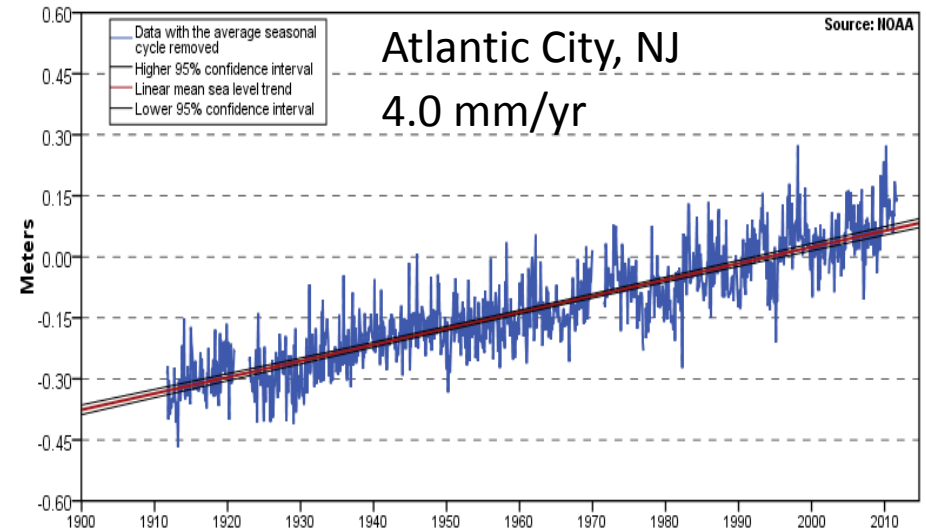 Source: NOAA
Atlantic City, NJ
4.0 mm/yr
Data with the average seasonal
cycle removed
Higher 95% confidence interval
Linear mean sea level trend
Lower 95% confidence interval
Meters
0.60
0.45
0.30
0.15
0.00
-0.15
-0.30
-0.45
-0.60
1900 1910 1920 1930 1940 1950 1960 1970 1980 1990 2000 2010